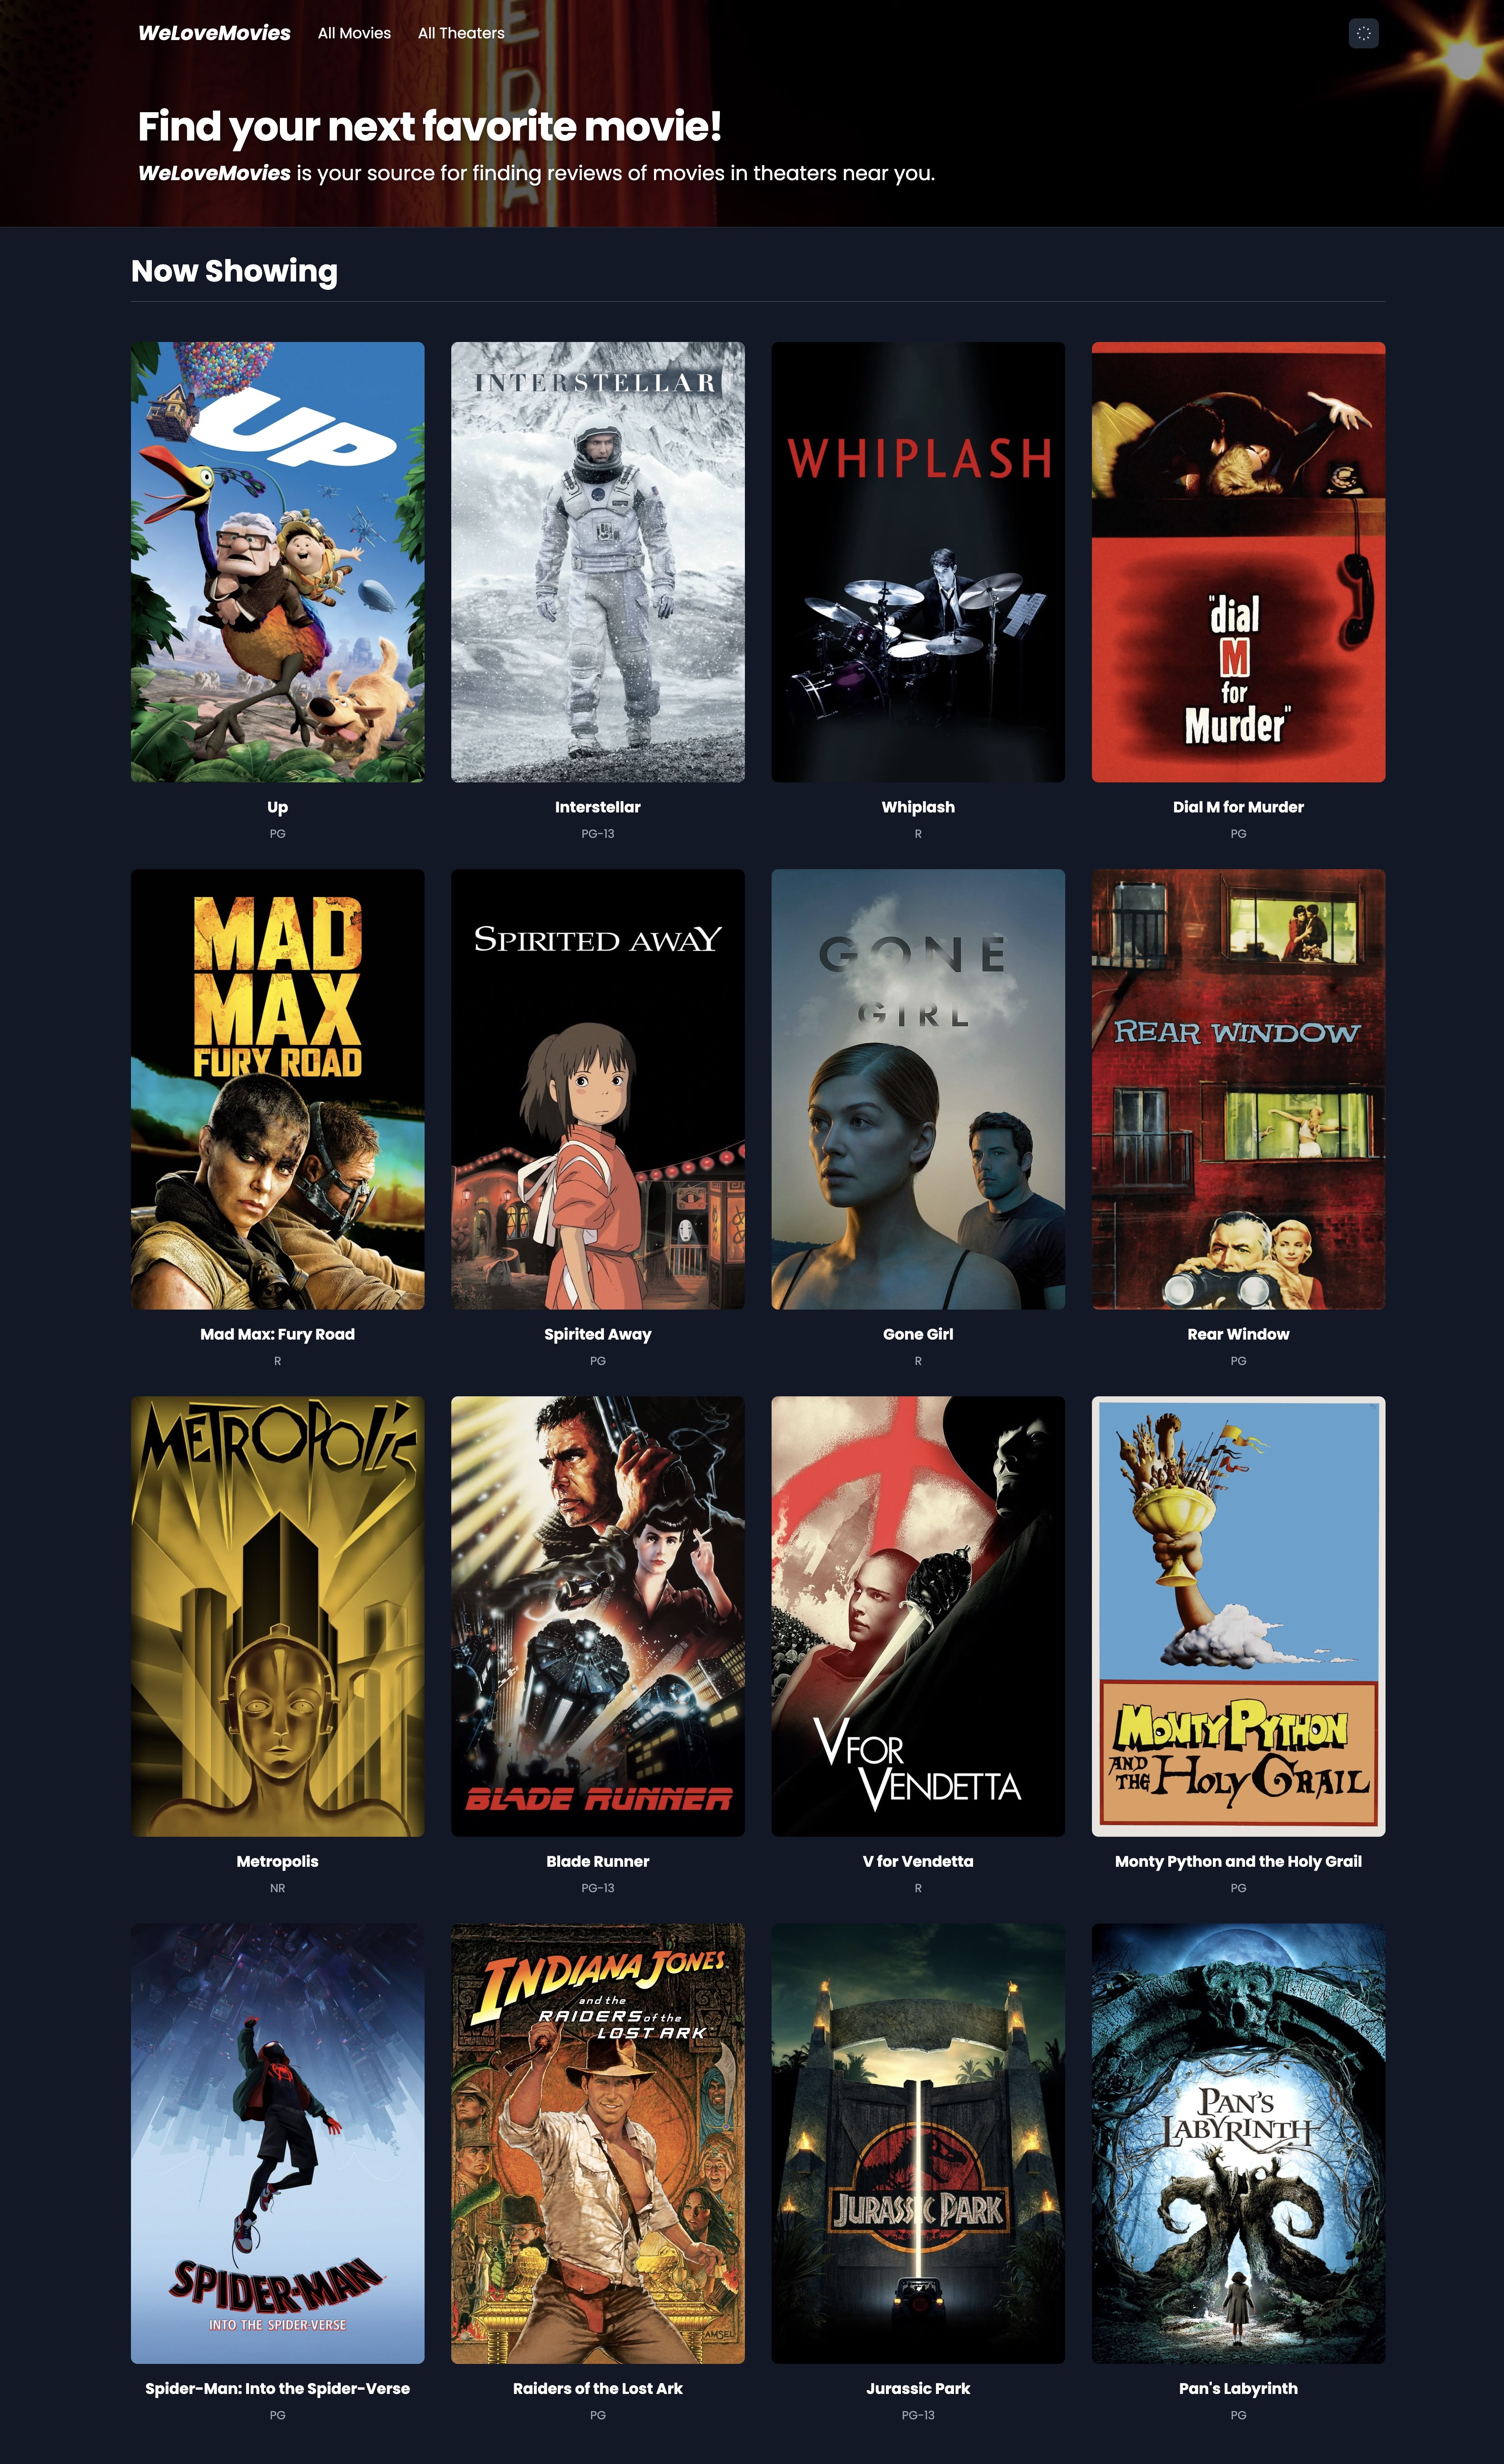 WeLoveMovies All Movies All Theaters
Find your next favorite movie!
WeLoveMovies is your source for finding reviews of movies in theaters near you.
Now Showing
UP
INTERSTELLAR
WHIPLASH
"dial
M
for
Murder"
Up
PG
Interstellar
PG-13
Whiplash
R
Dial M for Murder
PG
MAD
MAX
FURY ROAD
SPIRITED AWAY
GONE
GIRL
REAR WINDOW
Mad Max: Fury Road
R
Spirited Away
PG
Gone Girl
R
Rear Window
PG
METROPOLIS
BLADE RUNNER
V FOR
VENDETTA
MONTY PYTHON
AND
THE HOLY GRAIL
Metropolis
NR
Blade Runner
PG-13
V for Vendetta
R
Monty Python and the Holy Grail
PG
SPIDER-MAN
INTO THE SPIDER-VERSE
INDIANA JONES
and the
RAIDERS of the
LOST ARK
AMSEL
JURASSIC PARK
PAN'S
LABYRINTH
Spider-Man: Into the Spider-Verse
PG
Raiders of the Lost Ark
PG
Jurassic Park
PG-13
Pan's Labyrinth
PG